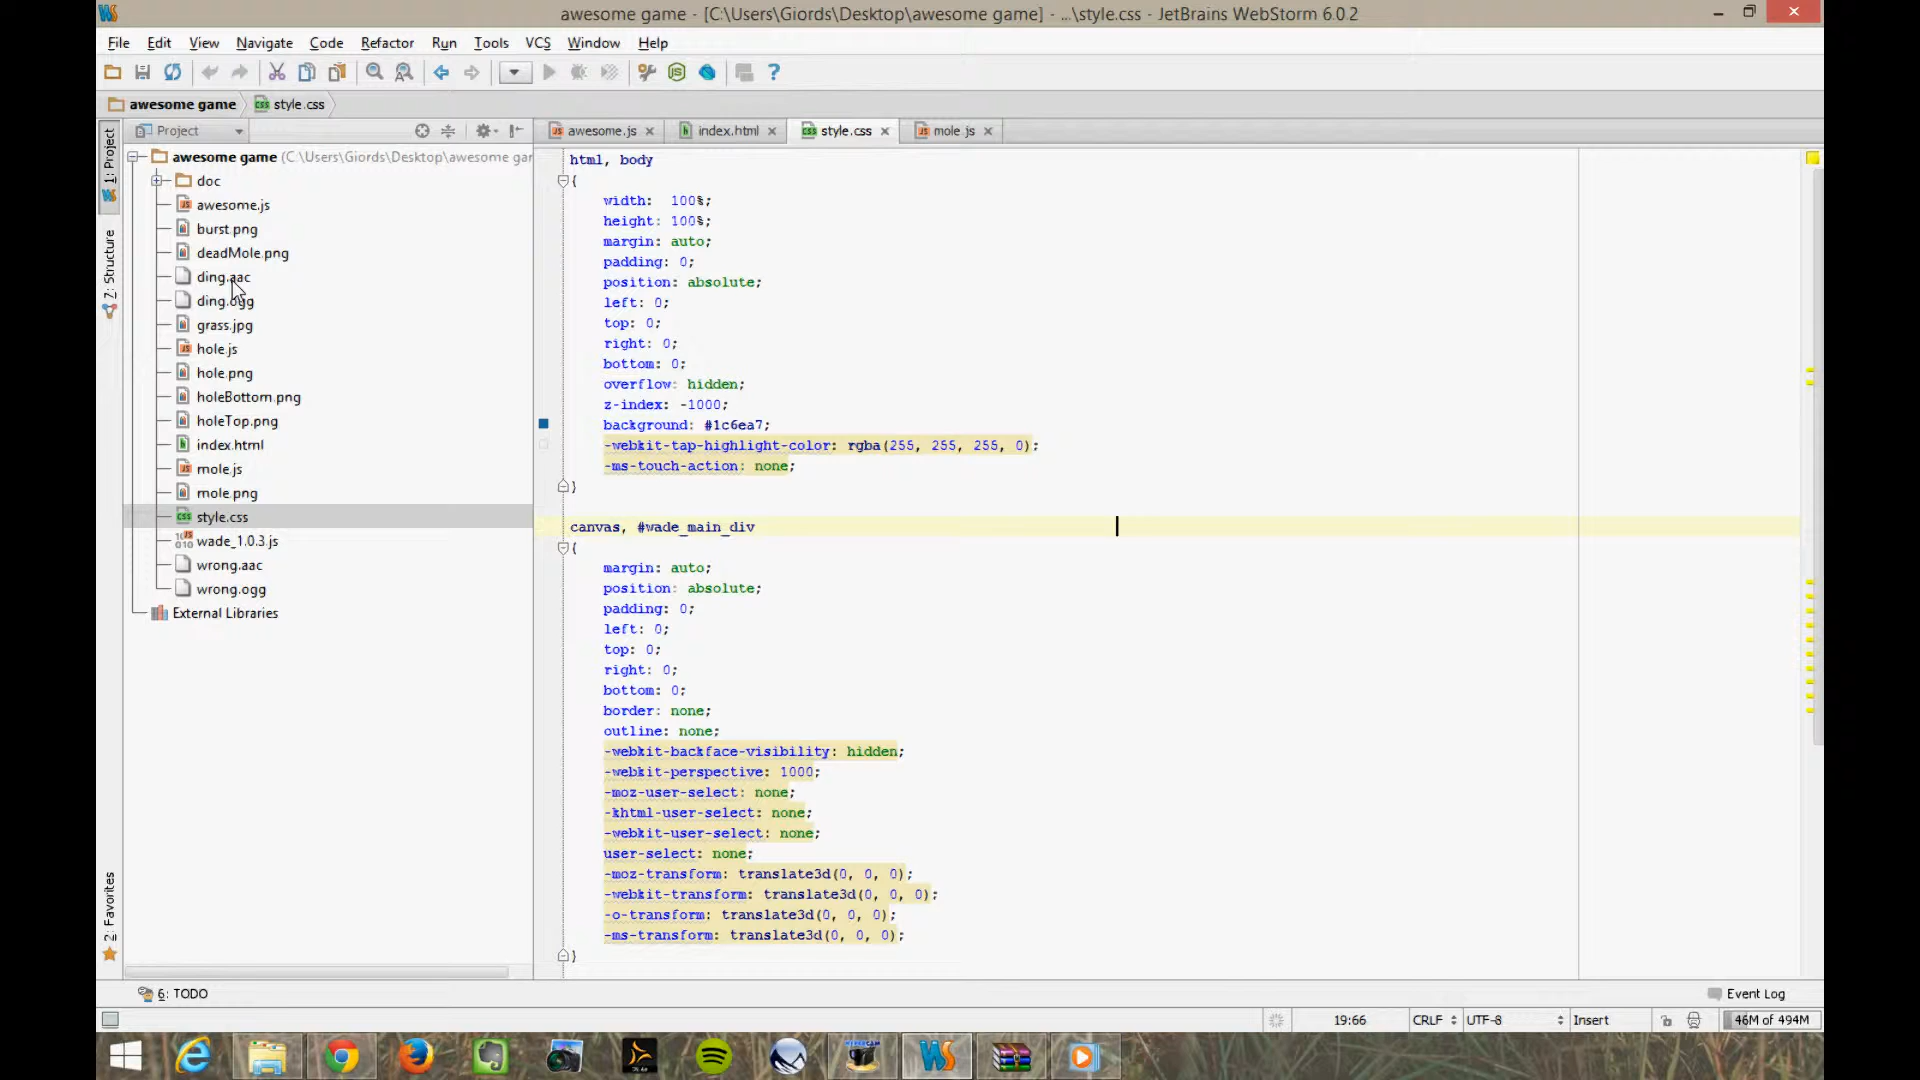 awesome game - [C:\Users\Giords\Desktop\awesome game] - ...\style.css - JetBrains WebStorm 6.0.2
File Edit View Navigate Code Refactor Run Tools VCS Window Help
awesome game style.css
Project
awesome.js index.html style.css mole.js
1: Project
7: Structure
2: Favorites
awesome game (C:\Users\Giords\Desktop\awesome gar
doc
awesome.js
burst.png
deadMole.png
ding.aac
ding.ogg
grass.jpg
hole.js
hole.png
holeBottom.png
holeTop.png
index.html
mole.js
mole.png
style.css
wade_1.0.3.js
wrong.aac
wrong.ogg
External Libraries
html, body
{
width: 100%;
height: 100%;
margin: auto;
padding: 0;
position: absolute;
left: 0;
top: 0;
right: 0;
bottom: 0;
overflow: hidden;
z-index: -1000;
background: #1c6ea7;
-webkit-tap-highlight-color: rgba(255, 255, 255, 0);
-ms-touch-action: none;
}
canvas, #wade_main_div
{
margin: auto;
position: absolute;
padding: 0;
left: 0;
top: 0;
right: 0;
bottom: 0;
border: none;
outline: none;
-webkit-backface-visibility: hidden;
-webkit-perspective: 1000;
-moz-user-select: none;
-khtml-user-select: none;
-webkit-user-select: none;
user-select: none;
-moz-transform: translate3d(0, 0, 0);
-webkit-transform: translate3d(0, 0, 0);
-o-transform: translate3d(0, 0, 0);
-ms-transform: translate3d(0, 0, 0);
}
6: TODO
Event Log
19:66 CRLF UTF-8 Insert 46M of 494M